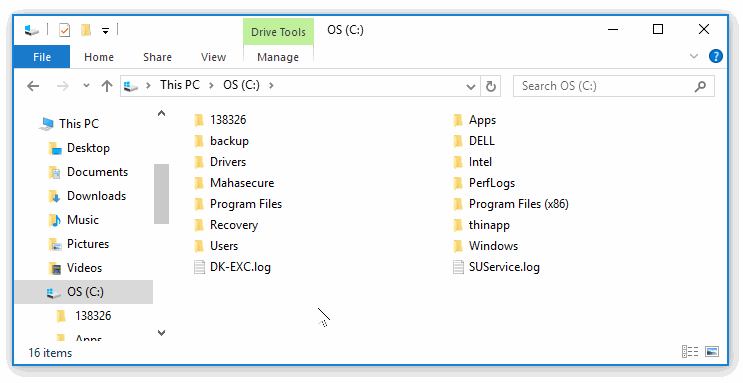 Drive Tools OS (C:)
File Home Share View Manage
This PC OS (C:) Search OS (C:)
This PC
Desktop
Documents
Downloads
Music
Pictures
Videos
OS (C:)
138326
Apps
138326 Apps
backup DELL
Drivers Intel
Mahasecure PerfLogs
Program Files Program Files (x86)
Recovery thinapp
Users Windows
DK-EXC.log SUService.log
16 items